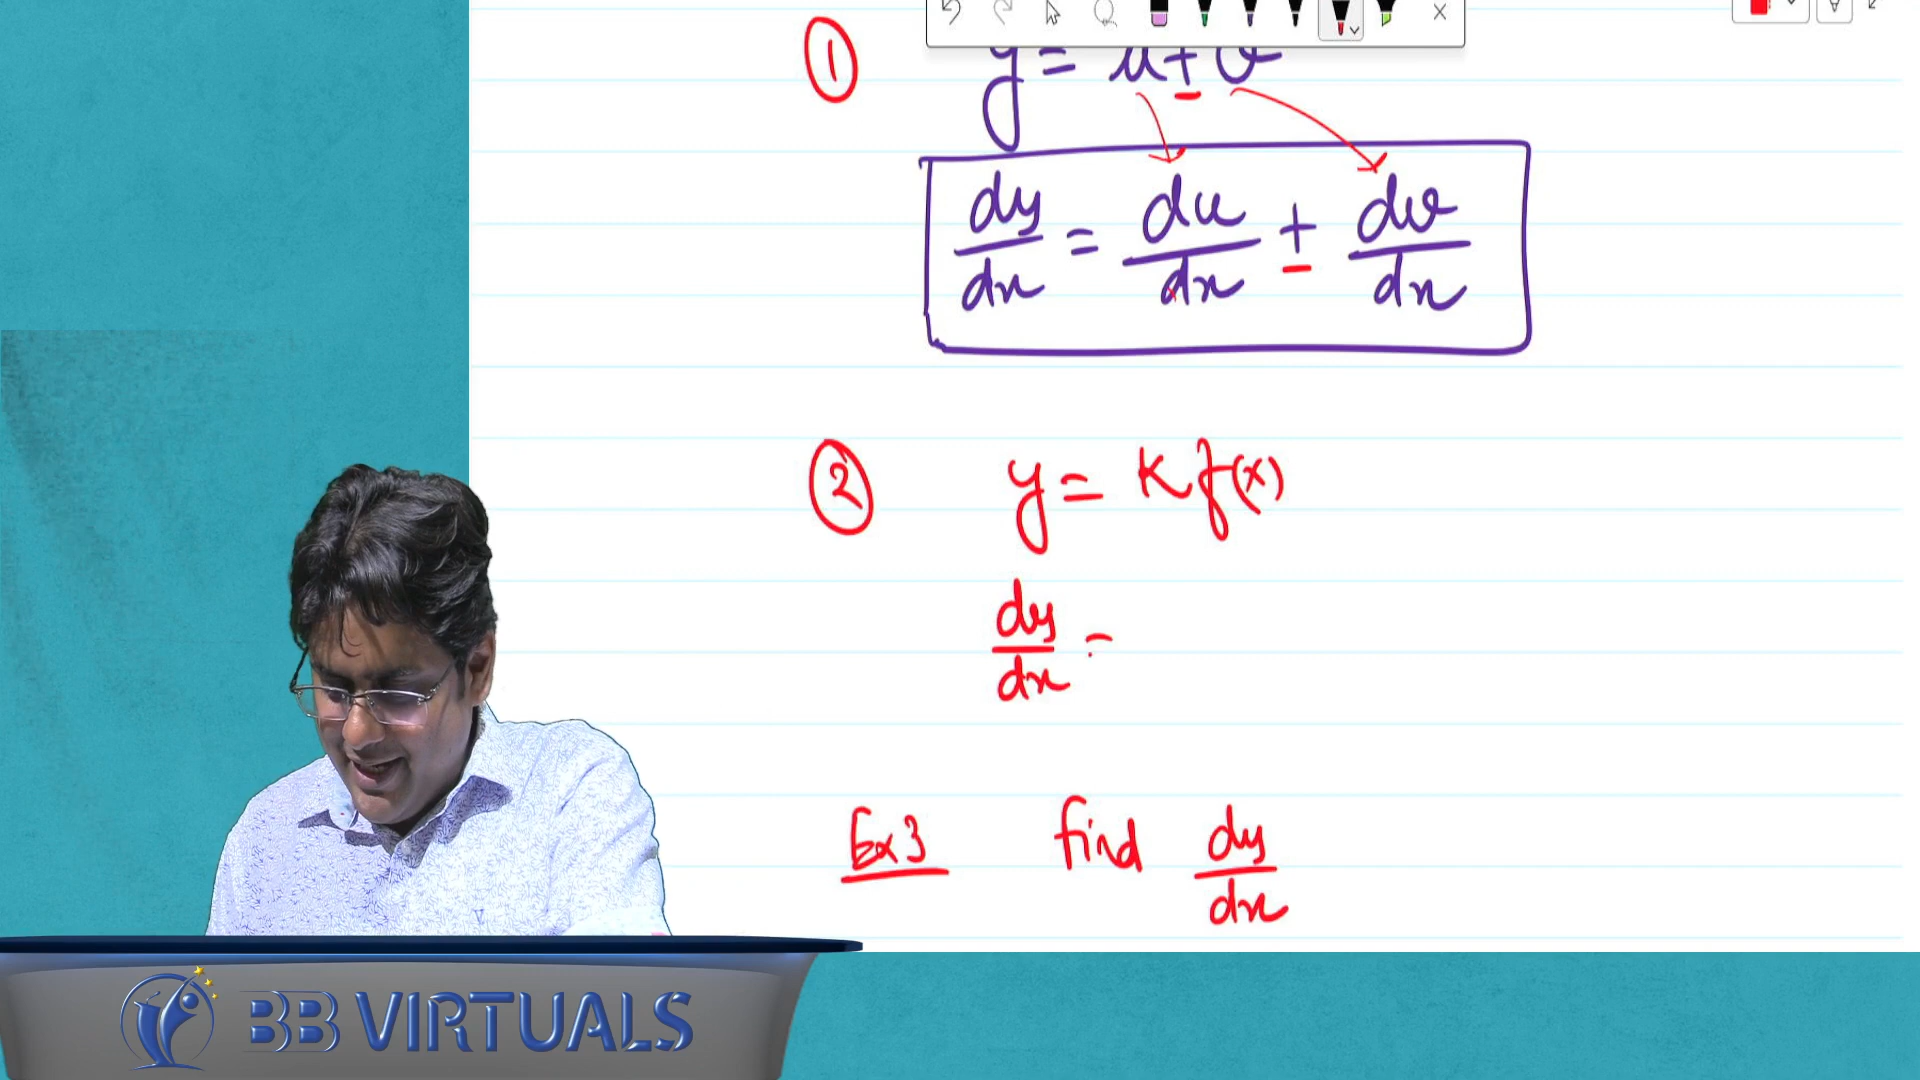 ① y = u ± v
dy/dx = du/dx ± dv/dx
② y = K f(x)
dy/dx =
Ex 3 find dy/dx
BB VIRTUALS